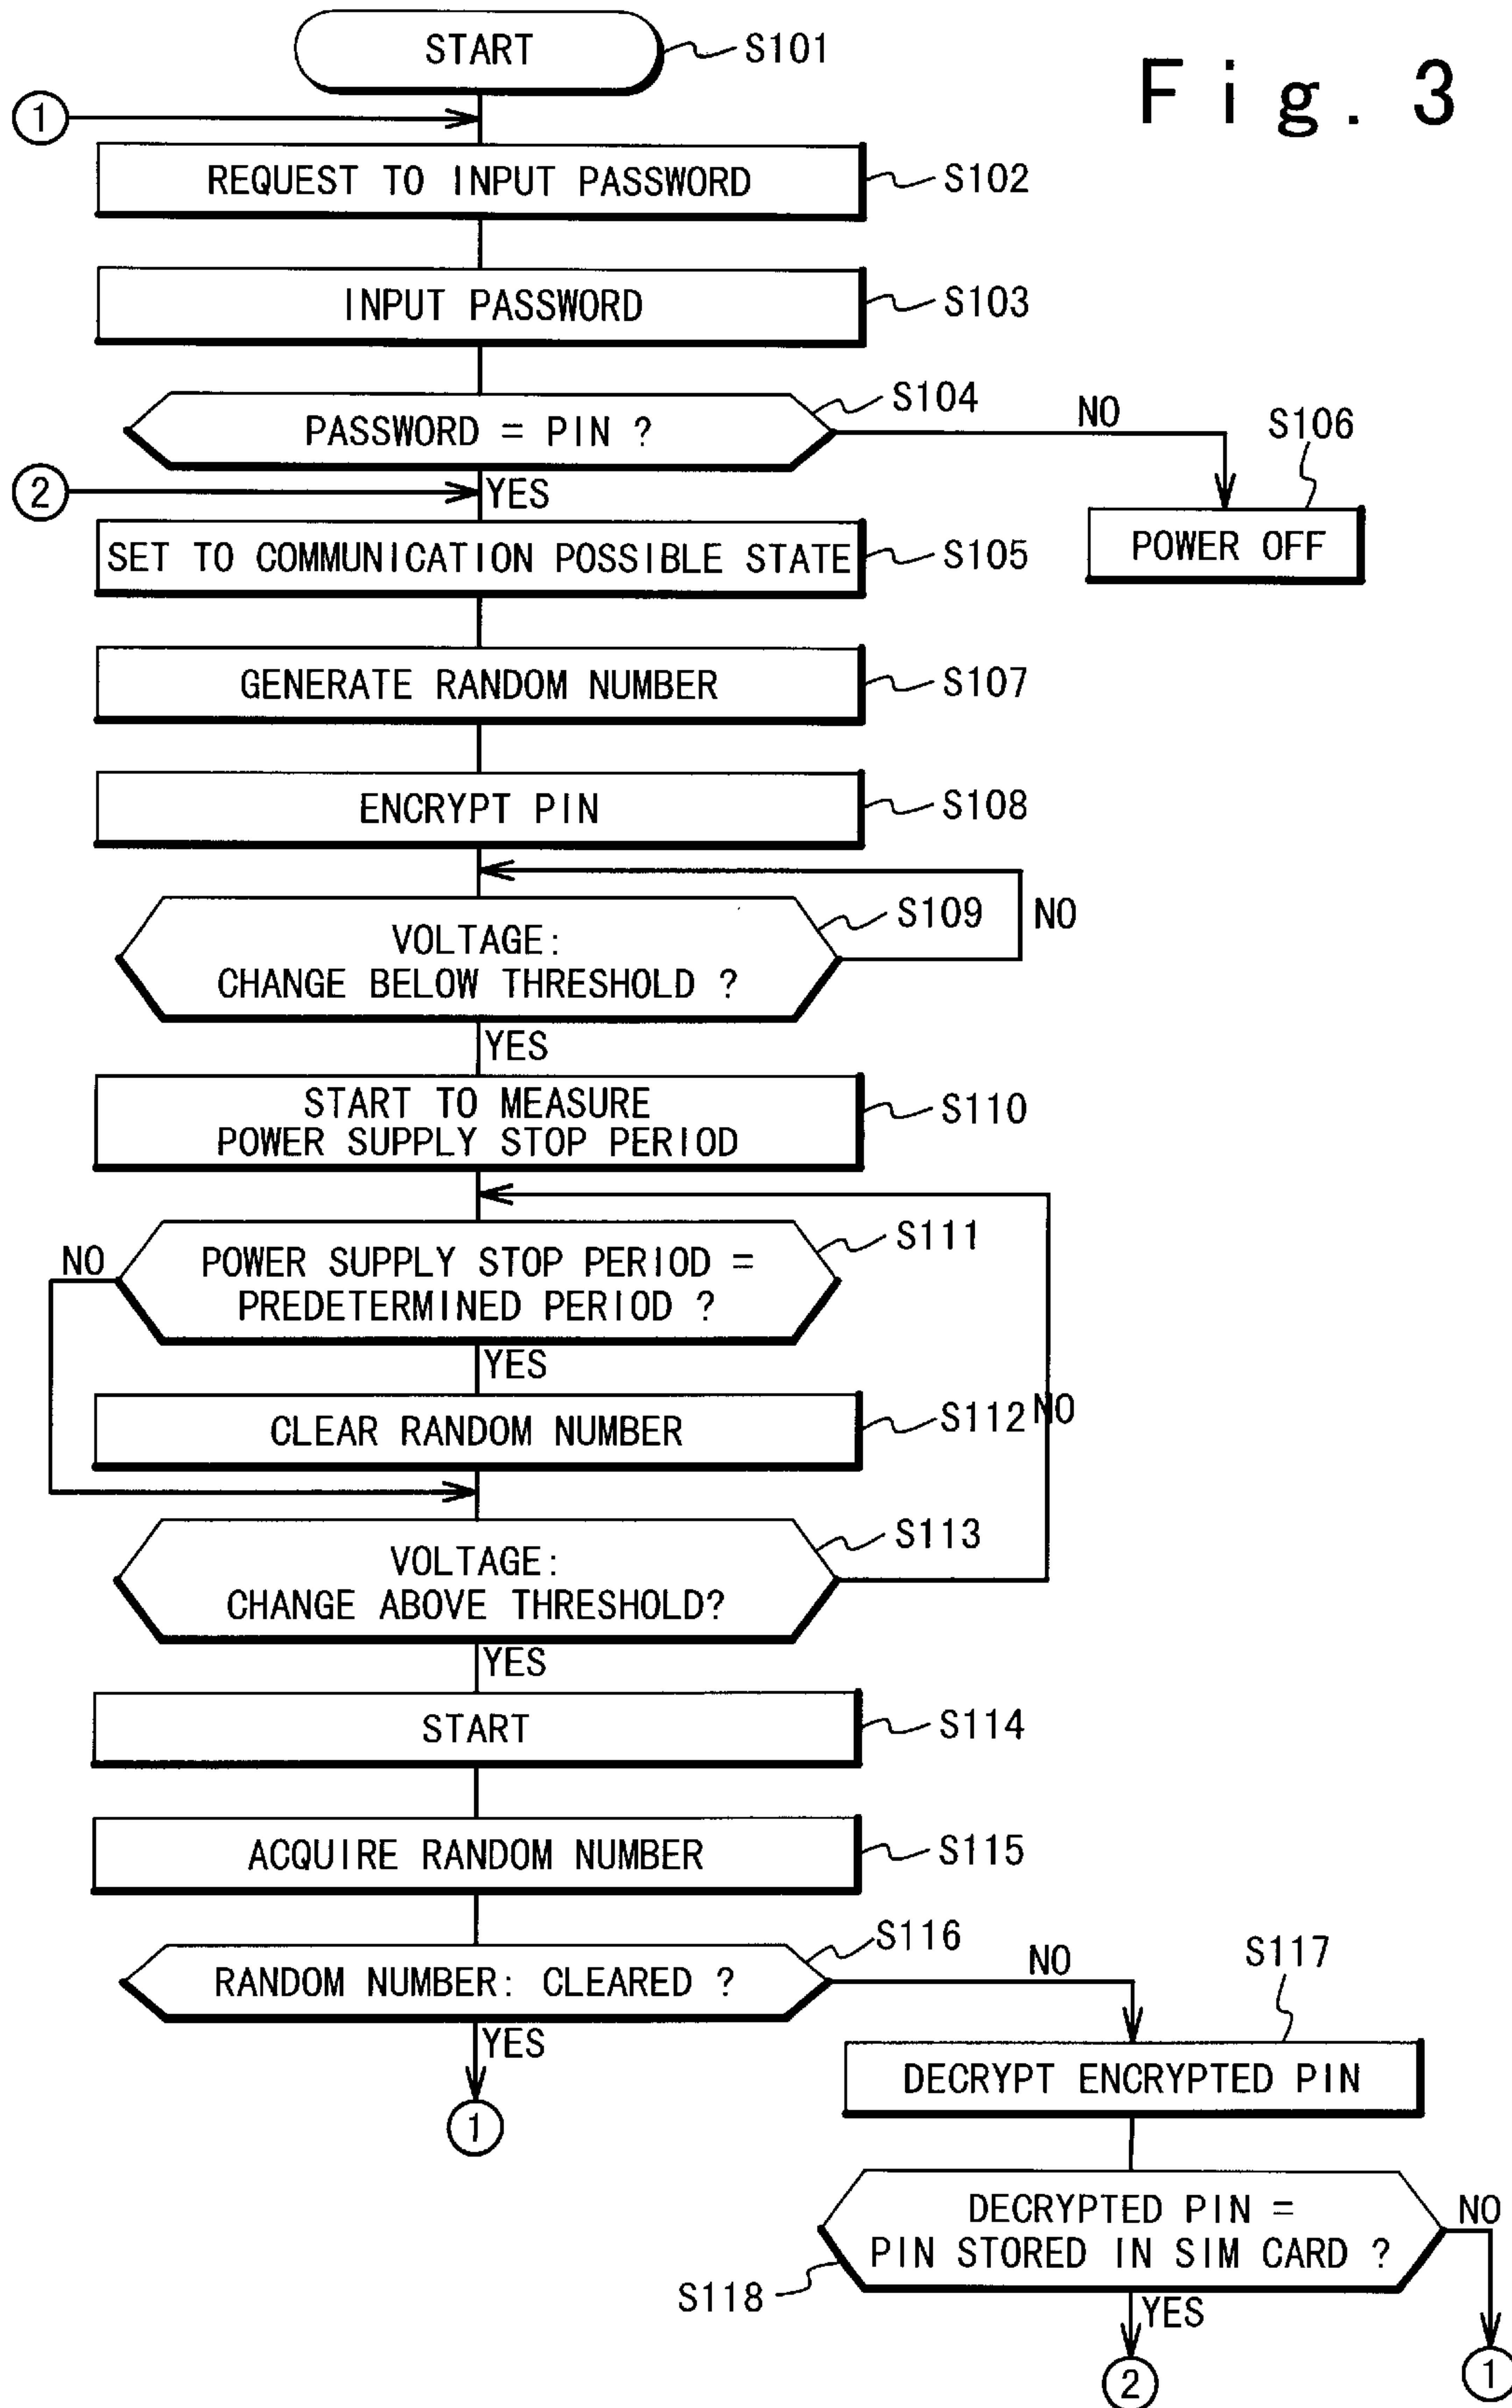 START
S101
Fig. 3
1
REQUEST TO INPUT PASSWORD
S102
INPUT PASSWORD
S103
PASSWORD = PIN ?
S104
NO
S106
2
YES
POWER OFF
SET TO COMMUNICATION POSSIBLE STATE
S105
GENERATE RANDOM NUMBER
S107
ENCRYPT PIN
S108
VOLTAGE:
CHANGE BELOW THRESHOLD ?
S109
NO
YES
START TO MEASURE
POWER SUPPLY STOP PERIOD
S110
NO
POWER SUPPLY STOP PERIOD =
PREDETERMINED PERIOD ?
S111
YES
CLEAR RANDOM NUMBER
S112
NO
VOLTAGE:
CHANGE ABOVE THRESHOLD?
S113
YES
START
S114
ACQUIRE RANDOM NUMBER
S115
RANDOM NUMBER: CLEARED ?
S116
NO
S117
YES
1
DECRYPT ENCRYPTED PIN
DECRYPTED PIN =
PIN STORED IN SIM CARD ?
NO
S118
YES
2
1